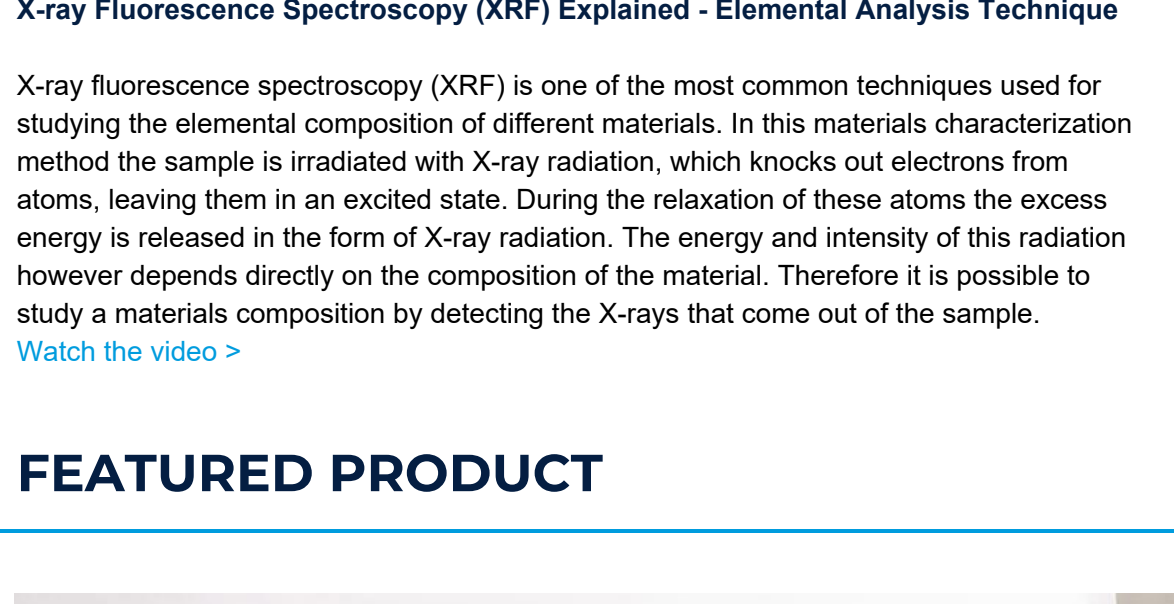 X-ray Fluorescence Spectroscopy (XRF) Explained - Elemental Analysis Technique
X-ray fluorescence spectroscopy (XRF) is one of the most common techniques used for
studying the elemental composition of different materials. In this materials characterization
method the sample is irradiated with X-ray radiation, which knocks out electrons from
atoms, leaving them in an excited state. During the relaxation of these atoms the excess
energy is released in the form of X-ray radiation. The energy and intensity of this radiation
however depends directly on the composition of the material. Therefore it is possible to
study a materials composition by detecting the X-rays that come out of the sample.
Watch the video >
FEATURED PRODUCT